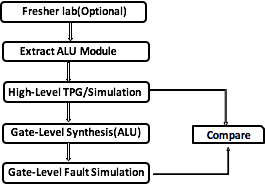 Fresher lab(Optional)
Extract ALU Module
High-Level TPG/Simulation
Gate-Level Synthesis(ALU)
Compare
Gate-Level Fault Simulation